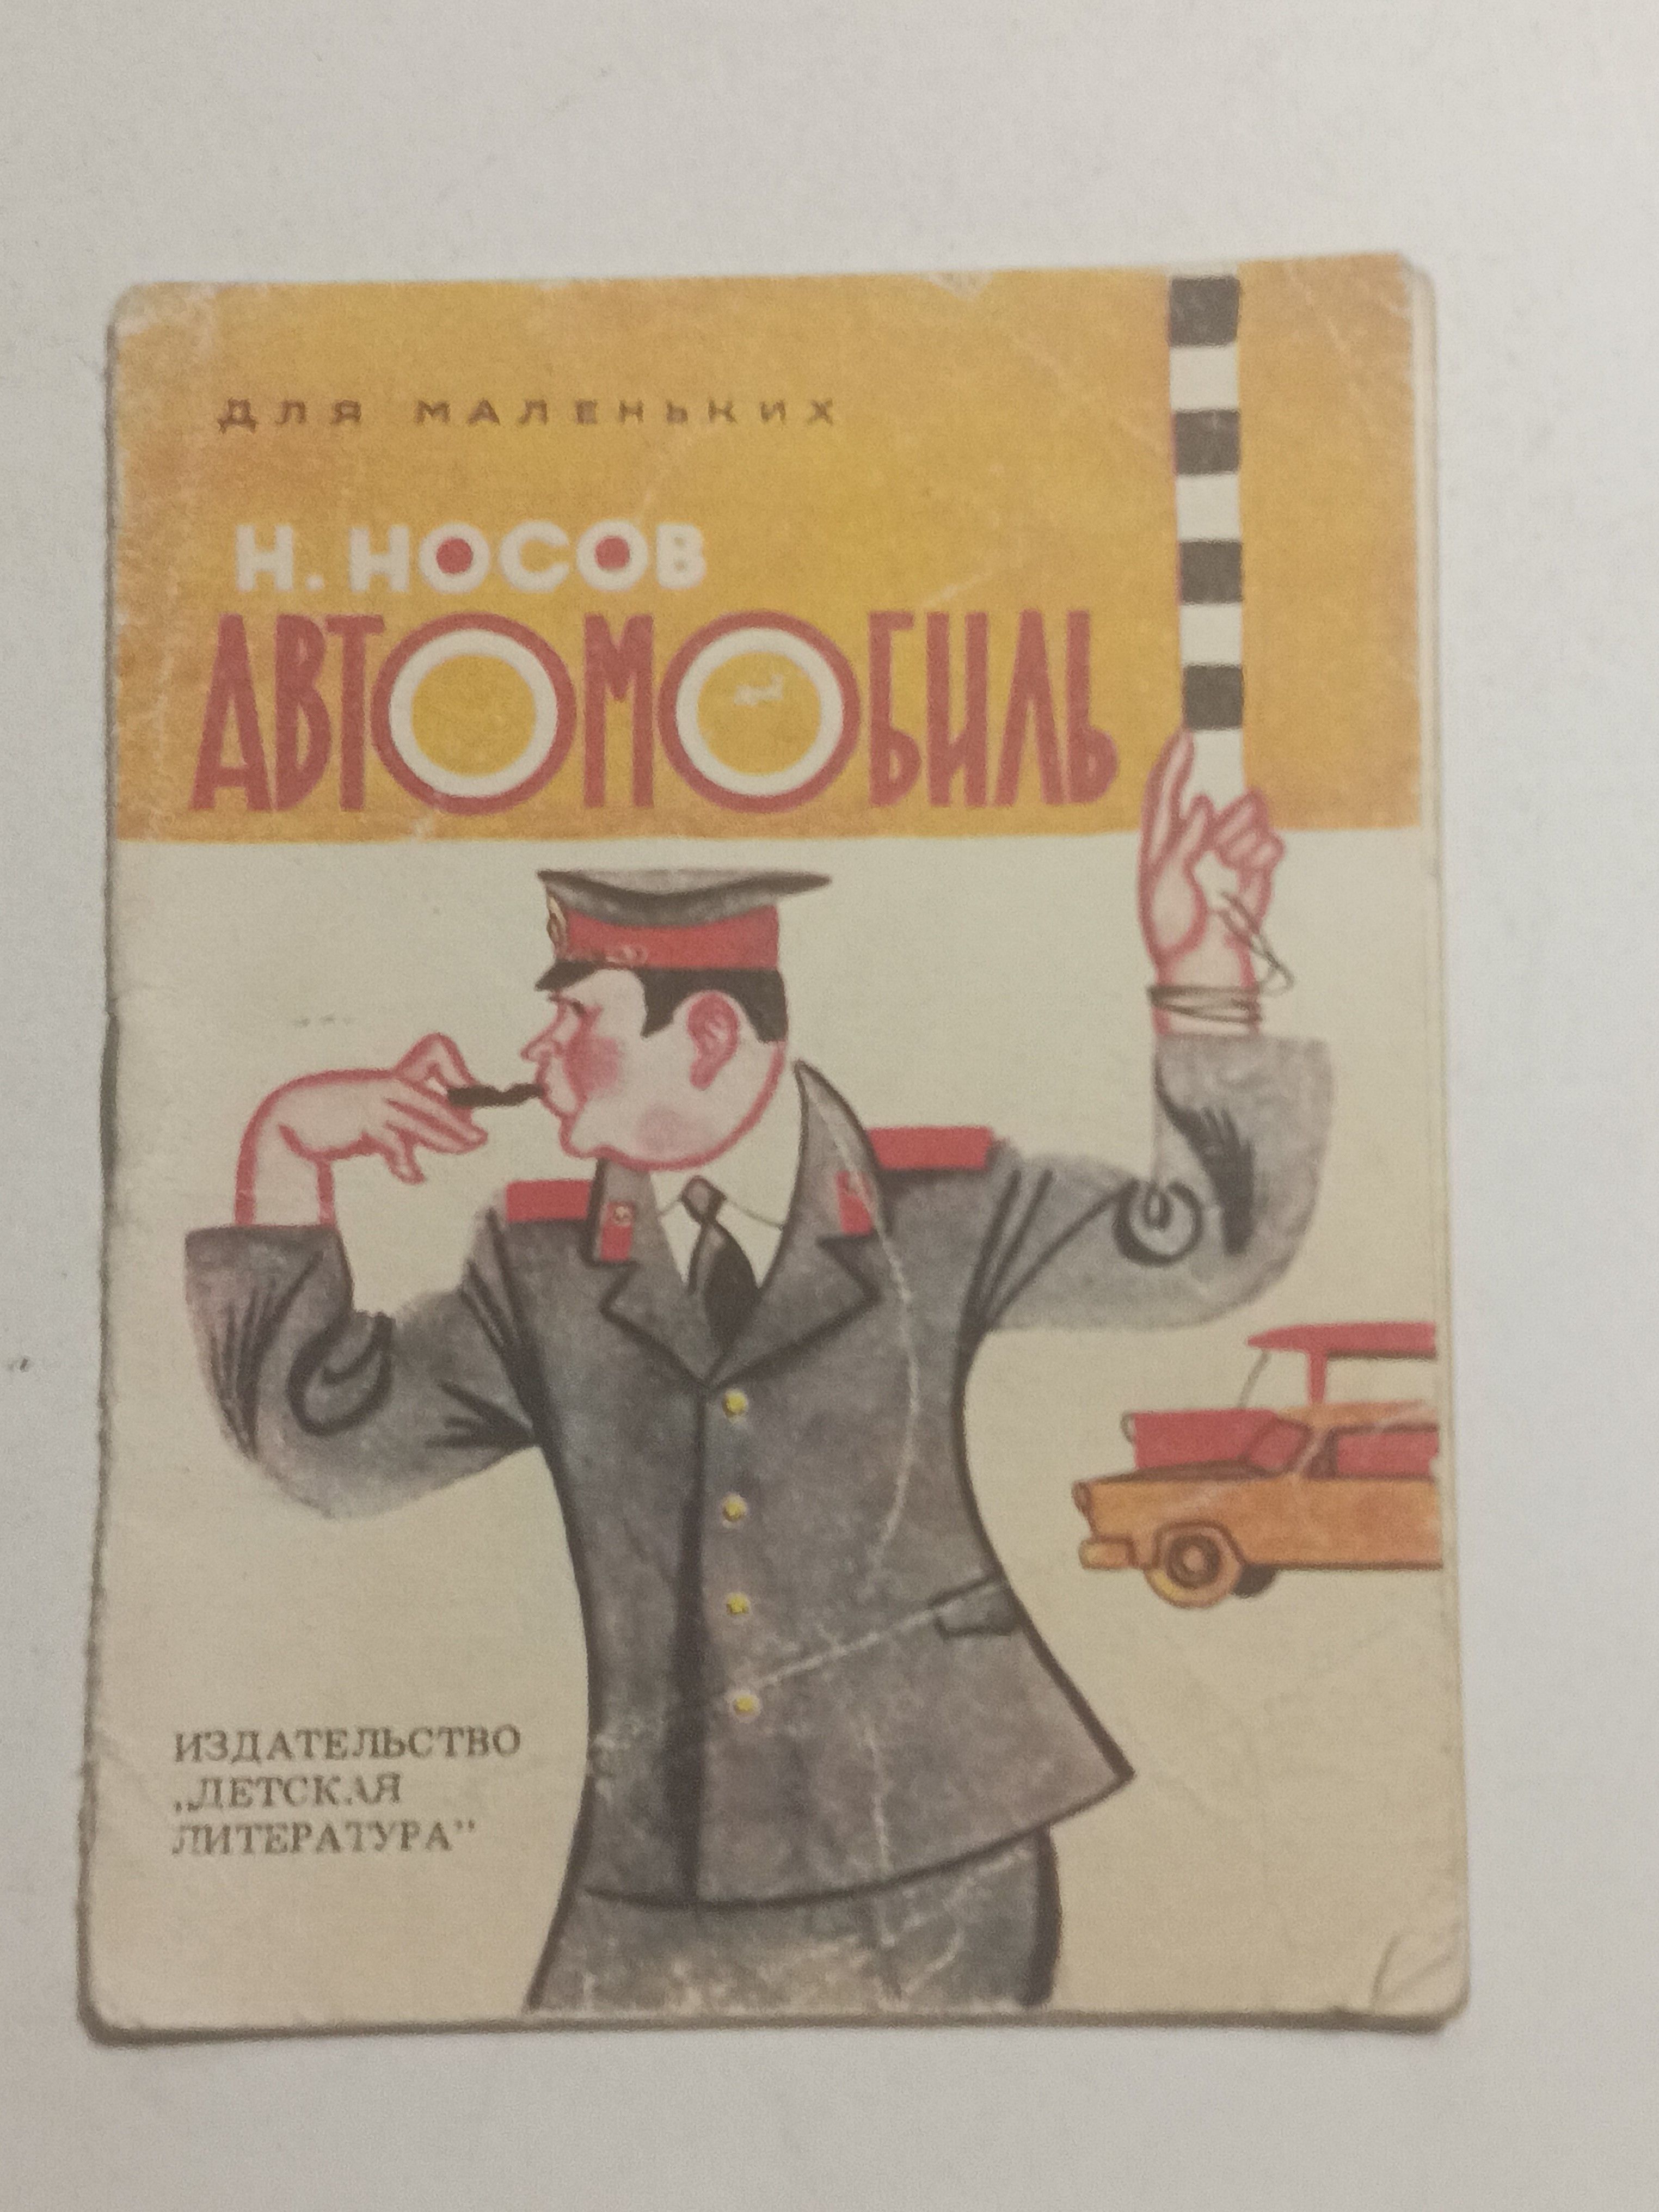 ДЛЯ МАЛЕНЬКИХ
Н. НОСОВ
АВТОМОБИЛЬ
ИЗДАТЕЛЬСТВО
„ДЕТСКАЯ
ЛИТЕРАТУРА”